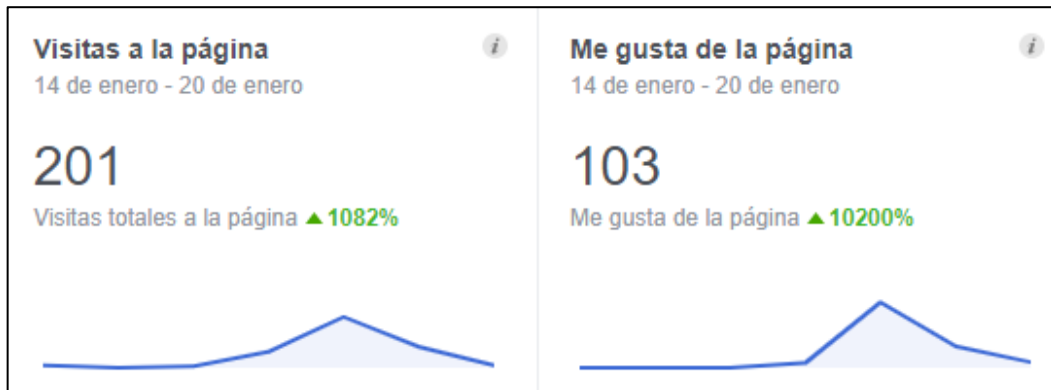 Visitas a la página
14 de enero - 20 de enero
201
Visitas totales a la página ▲ 1082%
Me gusta de la página
14 de enero - 20 de enero
103
Me gusta de la página ▲ 10200%